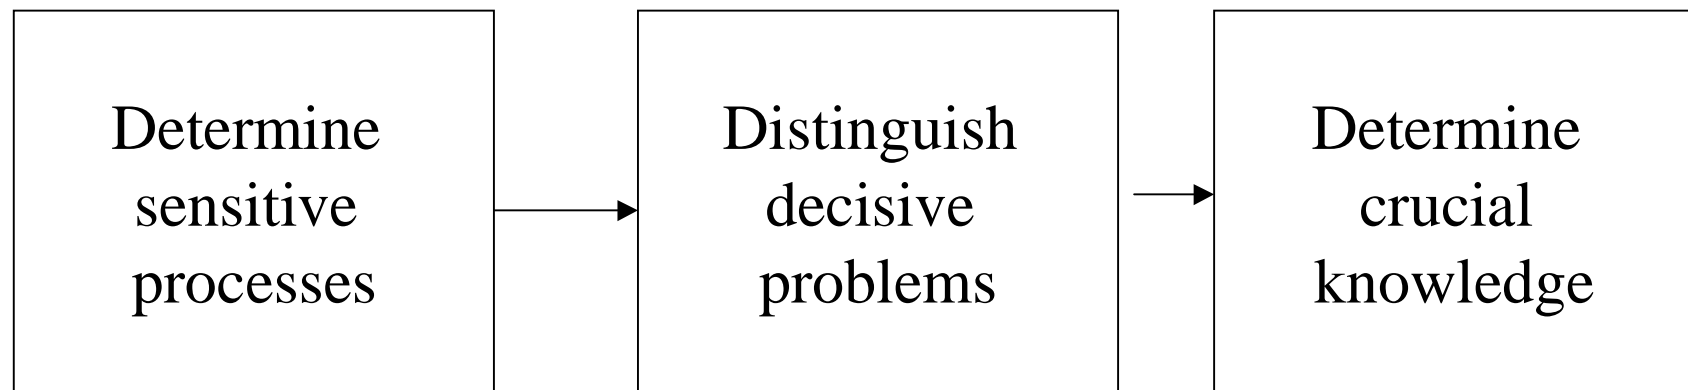 Determine
sensitive
processes
Distinguish
decisive
problems
Determine
crucial
knowledge